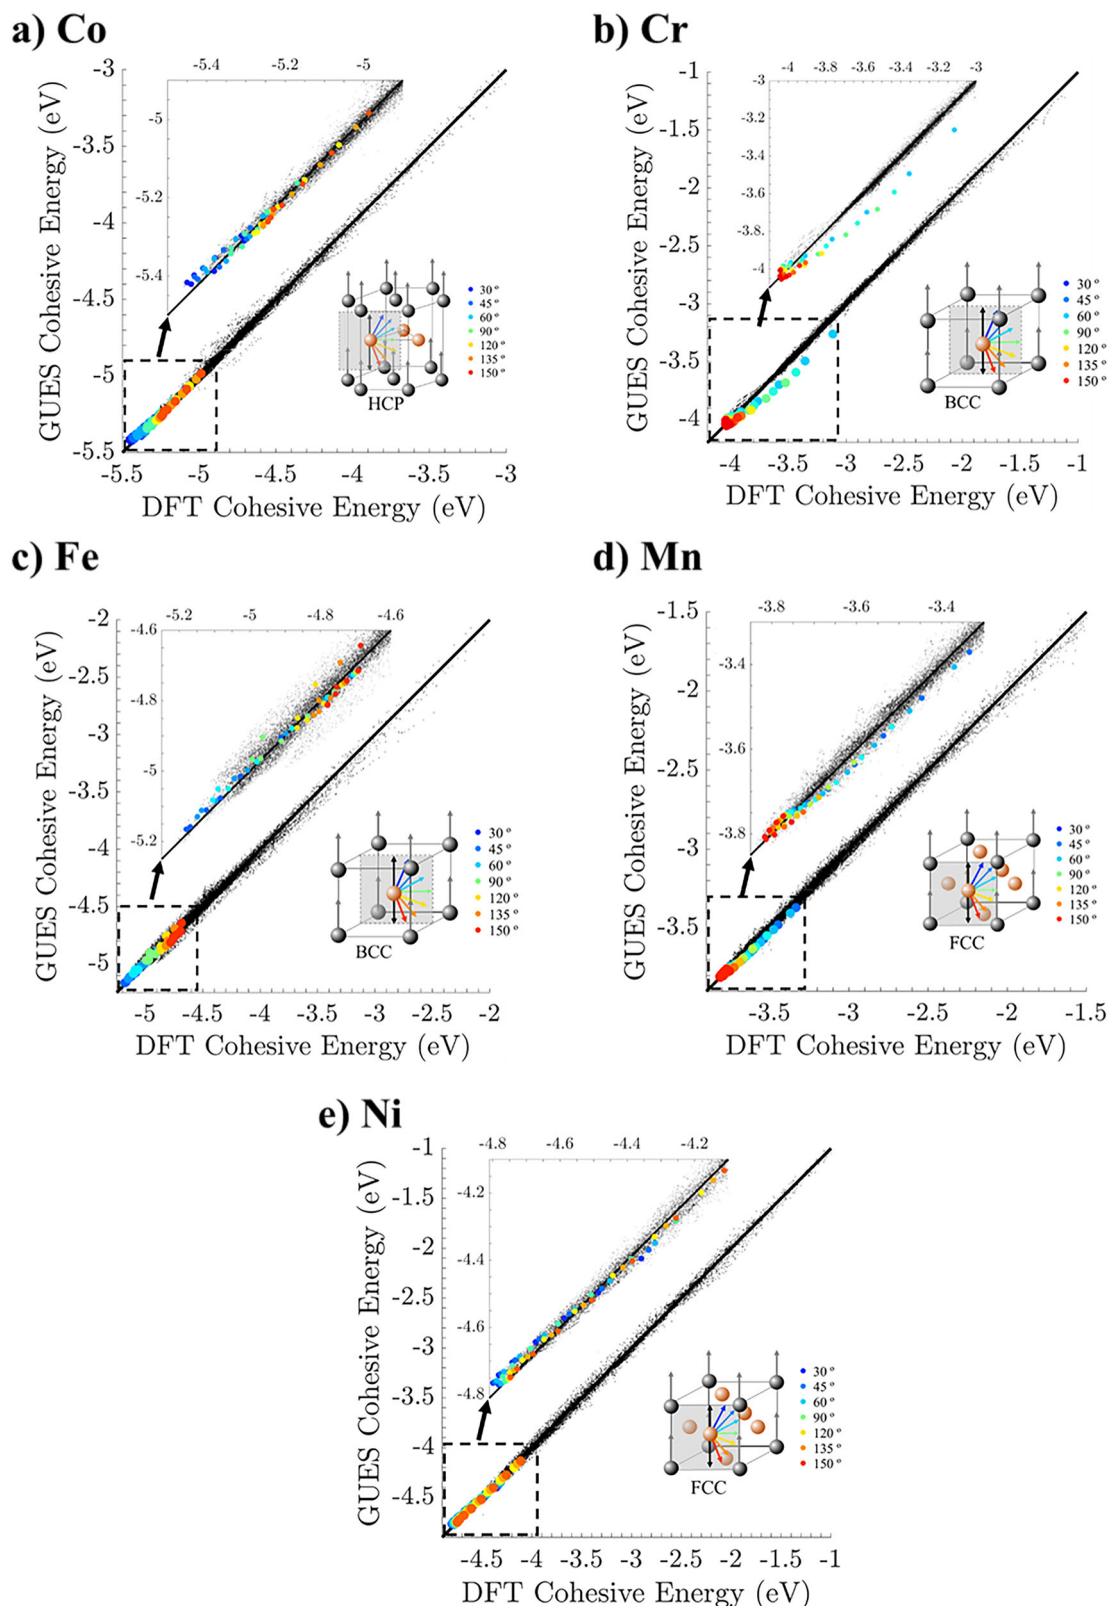 a) Co
-5.4 -5.2 -5
-3
-3.5
-4
-4.5
-5
-5.5
-5
-5.2
-5.4
GUES Cohesive Energy (eV)
HCP
30 º
45 º
60 º
90 º
120 º
135 º
150 º
-5.5 -5 -4.5 -4 -3.5 -3
DFT Cohesive Energy (eV)
b) Cr
-4 -3.8 -3.6 -3.4 -3.2 -3
-1
-1.5
-2
-2.5
-3
-3.5
-4
-3
-3.2
-3.4
-3.6
-3.8
-4
GUES Cohesive Energy (eV)
BCC
30 º
45 º
60 º
90 º
120 º
135 º
150 º
-4 -3.5 -3 -2.5 -2 -1.5 -1
DFT Cohesive Energy (eV)
c) Fe
-5.2 -5 -4.8 -4.6
-2
-2.5
-3
-3.5
-4
-4.5
-5
-4.6
-4.8
-5
-5.2
GUES Cohesive Energy (eV)
BCC
30 º
45 º
60 º
90 º
120 º
135 º
150 º
-5 -4.5 -4 -3.5 -3 -2.5 -2
DFT Cohesive Energy (eV)
d) Mn
-3.8 -3.6 -3.4
-1.5
-2
-2.5
-3
-3.5
-3.4
-3.6
-3.8
GUES Cohesive Energy (eV)
FCC
30 º
45 º
60 º
90 º
120 º
135 º
150 º
-3.5 -3 -2.5 -2 -1.5
DFT Cohesive Energy (eV)
e) Ni
-4.8 -4.6 -4.4 -4.2
-1
-1.5
-2
-2.5
-3
-3.5
-4
-4.5
-4.2
-4.4
-4.6
-4.8
GUES Cohesive Energy (eV)
FCC
30 º
45 º
60 º
90 º
120 º
135 º
150 º
-4.5 -4 -3.5 -3 -2.5 -2 -1.5 -1
DFT Cohesive Energy (eV)